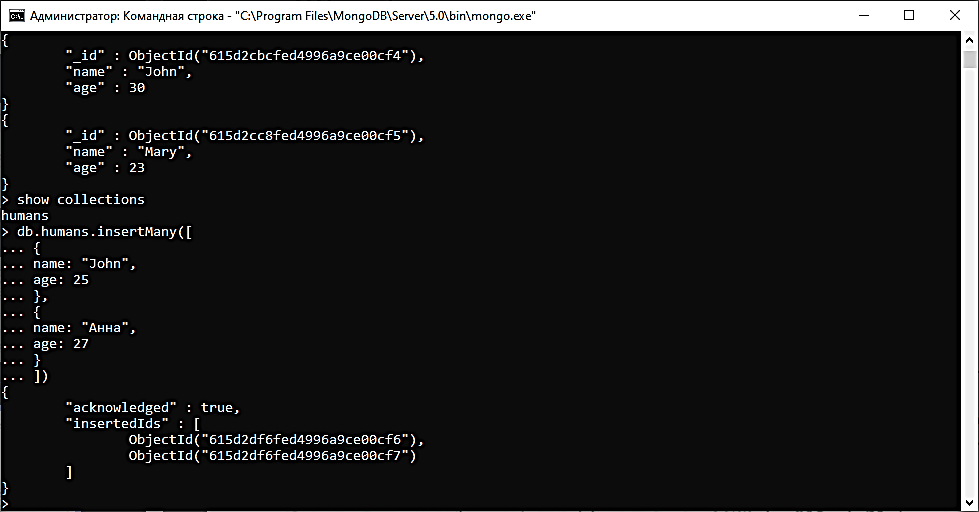 Администратор: Командная строка - "C:\Program Files\MongoDB\Server\5.0\bin\mongo.exe"
{
"_id" : ObjectId("615d2cbcfed4996a9ce00cf4"),
"name" : "John",
"age" : 30
}
{
"_id" : ObjectId("615d2cc8fed4996a9ce00cf5"),
"name" : "Mary",
"age" : 23
}
> show collections
humans
> db.humans.insertMany([
... {
... name: "John",
... age: 25
... },
... {
... name: "Анна",
... age: 27
... }
... ])
{
"acknowledged" : true,
"insertedIds" : [
ObjectId("615d2df6fed4996a9ce00cf6"),
ObjectId("615d2df6fed4996a9ce00cf7")
]
}
>